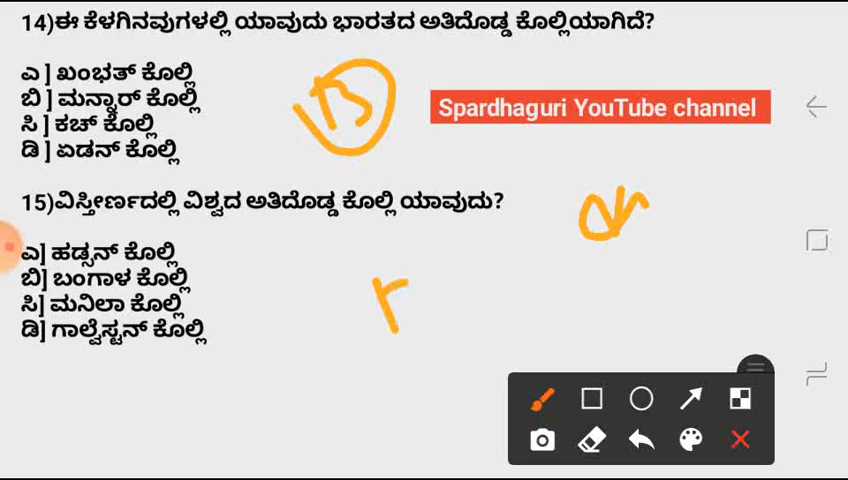 14)ಈ ಕೆಳಗಿನವುಗಳಲ್ಲಿ ಯಾವುದು ಭಾರತದ ಅತಿದೊಡ್ಡ ಕೊಲ್ಲಿಯಾಗಿದೆ?
ಎ ] ಖಂಭತ್ ಕೊಲ್ಲಿ
ಬಿ ] ಮನ್ನಾರ್ ಕೊಲ್ಲಿ
ಸಿ ] ಕಚ್ ಕೊಲ್ಲಿ
ಡಿ ] ಏಡನ್ ಕೊಲ್ಲಿ
B
Spardhaguri YouTube channel
15)ವಿಸ್ತೀರ್ಣದಲ್ಲಿ ವಿಶ್ವದ ಅತಿದೊಡ್ಡ ಕೊಲ್ಲಿ ಯಾವುದು?
ಎ] ಹಡ್ಸನ್ ಕೊಲ್ಲಿ
ಬಿ] ಬಂಗಾಳ ಕೊಲ್ಲಿ
ಸಿ] ಮನಿಲಾ ಕೊಲ್ಲಿ
ಡಿ] ಗಾಲ್ವೆಸ್ಟನ್ ಕೊಲ್ಲಿ